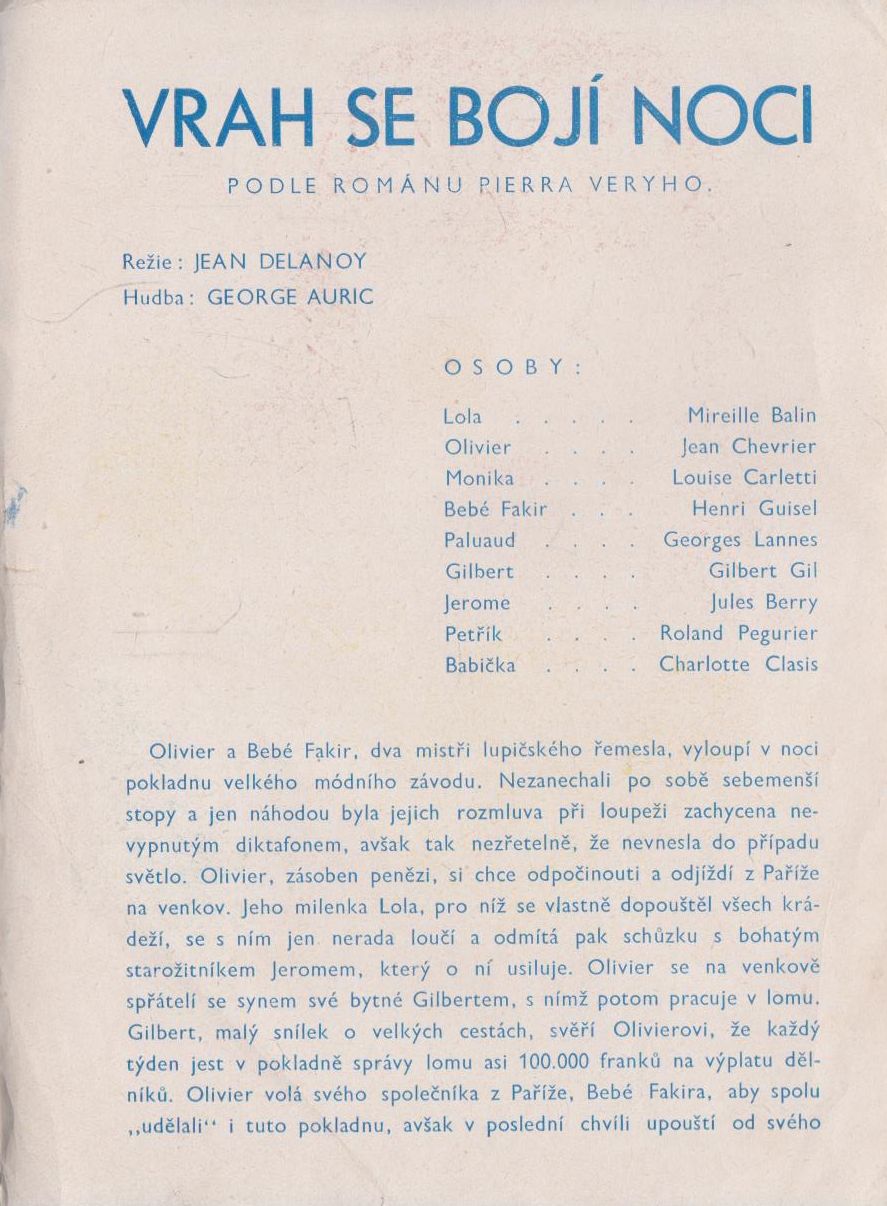 VRAH SE BOJÍ NOCI
PODLE ROMÁNU PIERRA VERYHO.
Režie: JEAN DELANOY
Hudba: GEORGE AURIC
OSOBY:
Lola . . . . . Mireille Balin
Olivier . . . . Jean Chevrier
Monika . . . . Louise Carletti
Bebé Fakir . . . Henri Guisel
Paluaud . . . . Georges Lannes
Gilbert . . . . Gilbert Gil
Jerome . . . . Jules Berry
Petřík . . . . Roland Pegurier
Babička . . . . Charlotte Clasis
Olivier a Bebé Fakir, dva mistři lupičského řemesla, vyloupí v noci
pokladnu velkého módního závodu. Nezanechali po sobě sebemenší
stopy a jen náhodou byla jejich rozmluva při loupeži zachycena ne-
vypnutým diktafonem, avšak tak nezřetelně, že nevnesla do případu
světlo. Olivier, zásoben penězi, si chce odpočinouti a odjíždí z Paříže
na venkov. Jeho milenka Lola, pro níž se vlastně dopouštěl všech krá-
deží, se s ním jen nerada loučí a odmítá pak schůzku s bohatým
starožitníkem Jeromem, který o ní usiluje. Olivier se na venkově
spřátelí se synem své bytné Gilbertem, s nímž potom pracuje v lomu.
Gilbert, malý snílek o velkých cestách, svěří Olivierovi, že každý
týden jest v pokladně správy lomu asi 100.000 franků na výplatu děl-
níků. Olivier volá svého společníka z Paříže, Bebé Fakira, aby spolu
,,udělali“ i tuto pokladnu, avšak v poslední chvíli upouští od svého